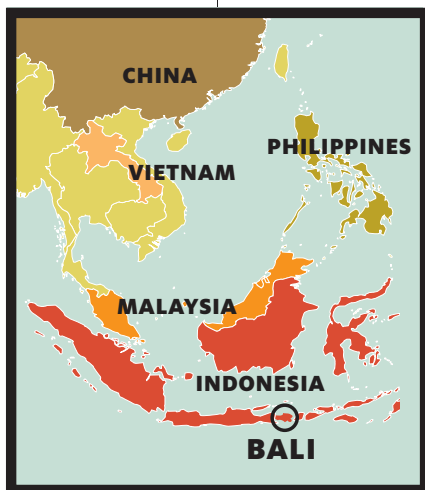 CHINA
PHILIPPINES
VIETNAM
MALAYSIA
INDONESIA
BALI